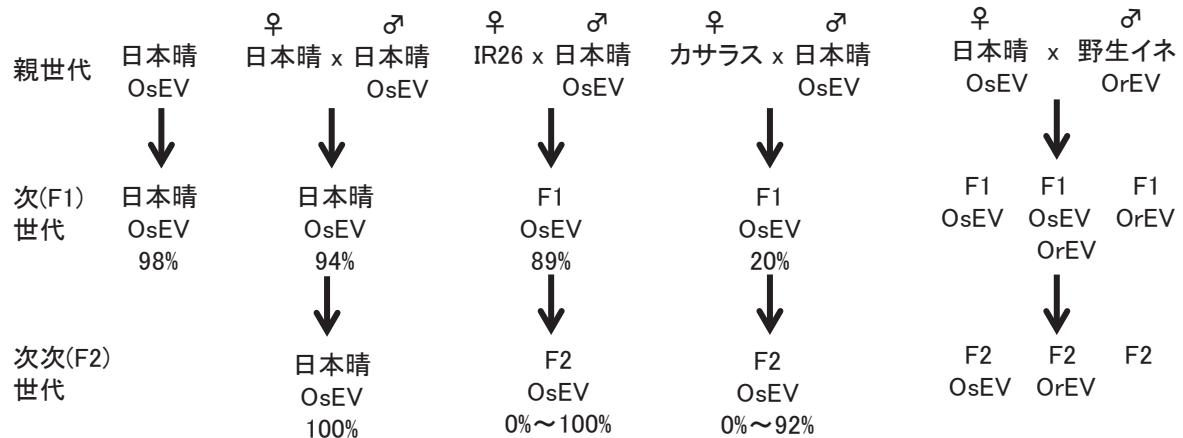 ♀ ♂ ♀ ♂ ♀ ♂ ♀ ♂
親世代 日本晴 日本晴 x 日本晴 IR26 x 日本晴 カサラス x 日本晴 日本晴 x 野生イネ
OsEV OsEV OsEV OsEV OsEV OrEV
次(F1) 日本晴 日本晴 F1 F1 F1 F1 F1
世代 OsEV OsEV OsEV OsEV OsEV OsEV OrEV
98% 94% 89% 20% OrEV
次次(F2) 日本晴 F2 F2 F2 F2 F2
世代 OsEV OsEV OsEV OsEV OrEV
100% 0%～100% 0%～92%